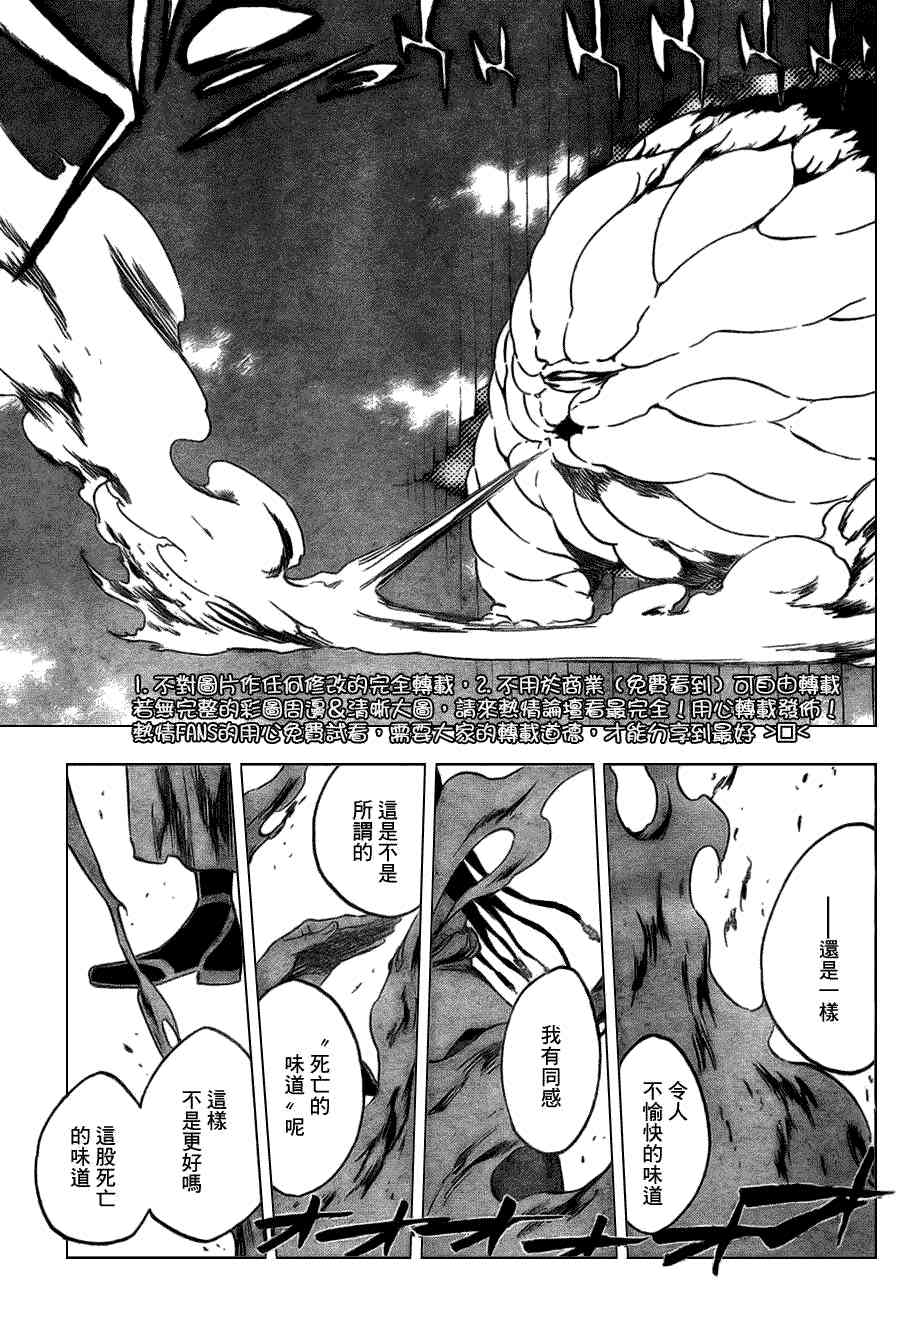 1. 不對圖片作任何修改的完全轉載，2. 不用於商業（免費看到）可自由轉載
若無完整的彩圖周漫&清晰大圖，請來熱情論壇看最完全！用心轉載發佈！
熱情FANS的用心免費試看，需要大家的轉載道德，才能分享到最好 >□<
——還是一樣
令人
不愉快的味道
我有同感
這是不是
所謂的
〝死亡的
味道〞呢
這樣
不是更好嗎
這股死亡
的味道